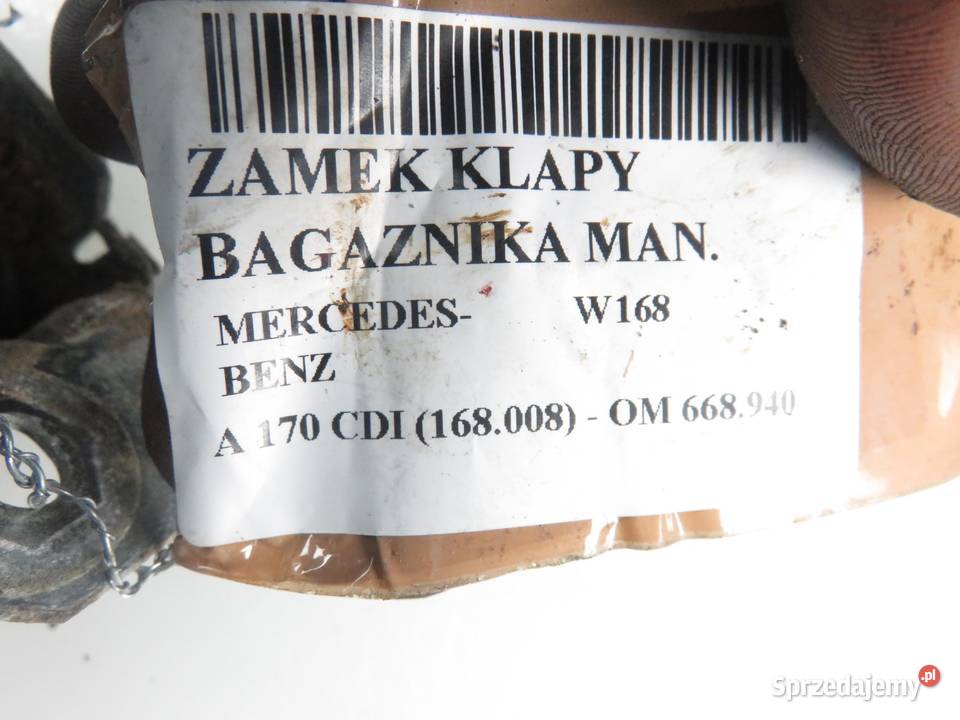 ZAMEK KLAPY
BAGAZNIKA MAN.
MERCEDES- W168
BENZ
A 170 CDI (168.008) - OM 668.940
Sprzedajemy.pl